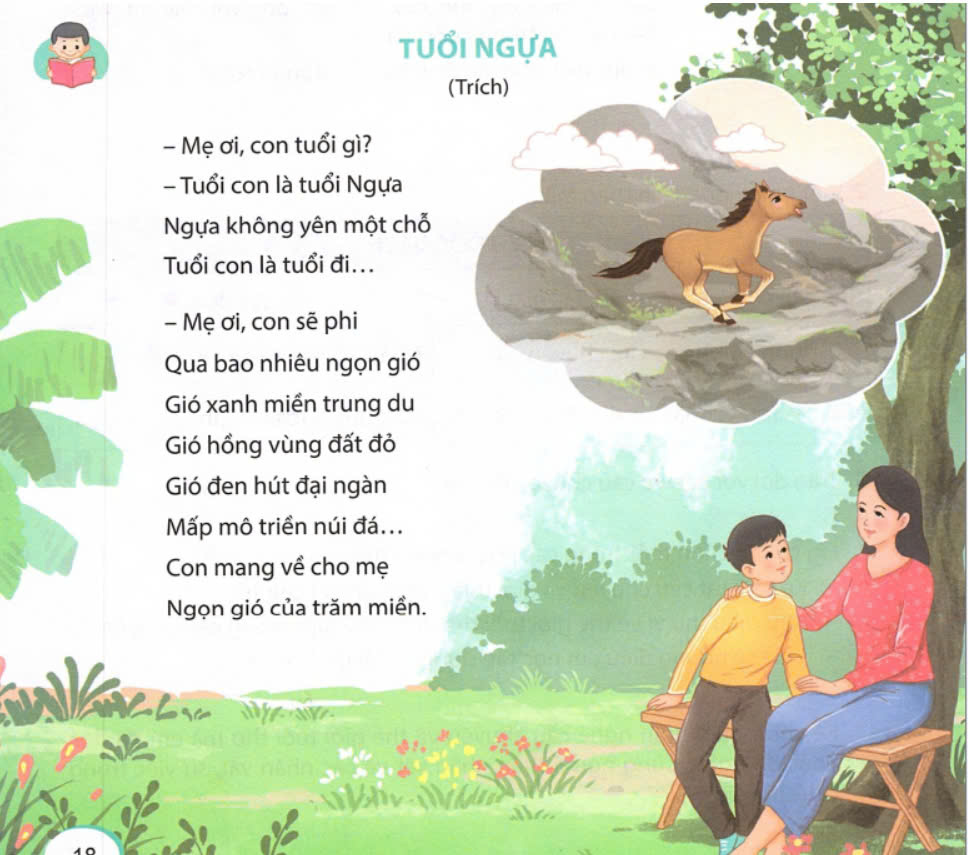 TUỔI NGỰA
(Trích)
– Mẹ ơi, con tuổi gì?
– Tuổi con là tuổi Ngựa
Ngựa không yên một chỗ
Tuổi con là tuổi đi...
– Mẹ ơi, con sẽ phi
Qua bao nhiêu ngọn gió
Gió xanh miền trung du
Gió hồng vùng đất đỏ
Gió đen hút đại ngàn
Mấp mô triền núi đá...
Con mang về cho mẹ
Ngọn gió của trăm miền.